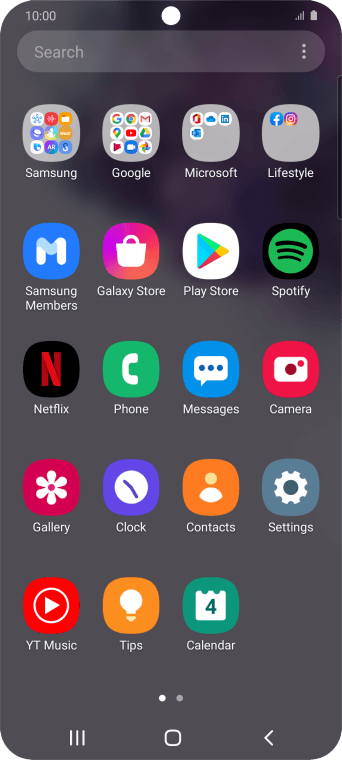 10:00
Search
Samsung
Google
Microsoft
Lifestyle
Samsung
Members
Galaxy Store
Play Store
Spotify
N
Netflix
Phone
Messages
Camera
Gallery
Clock
Contacts
Settings
YT Music
Tips
4
Calendar